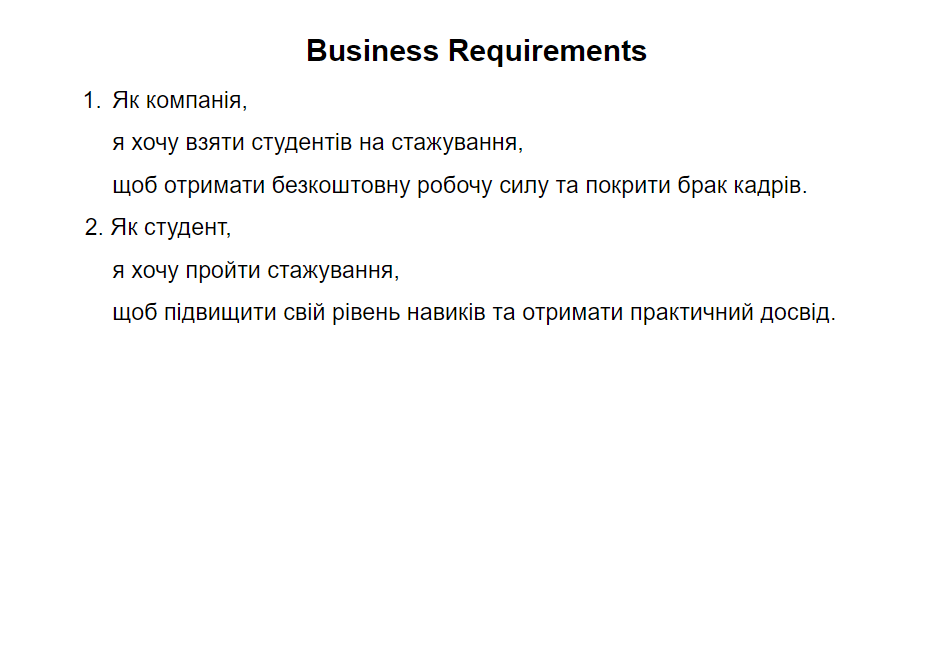 Business Requirements
1. Як компанія,
я хочу взяти студентів на стажування,
щоб отримати безкоштовну робочу силу та покрити брак кадрів.
2. Як студент,
я хочу пройти стажування,
щоб підвищити свій рівень навиків та отримати практичний досвід.